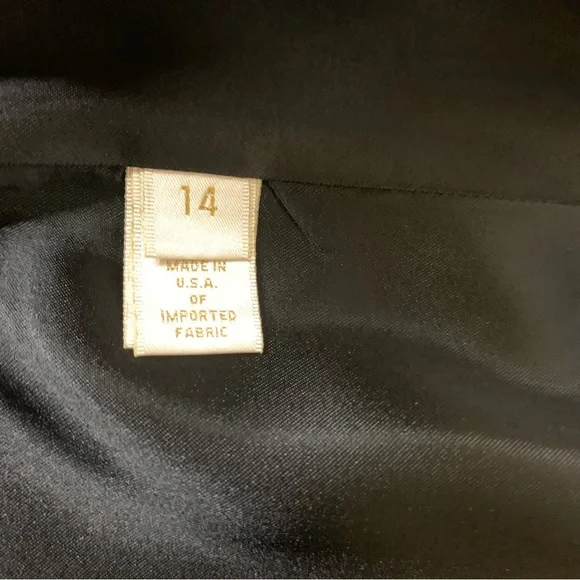 14
MADE IN
U.S.A.
OF
IMPORTED
FABRIC